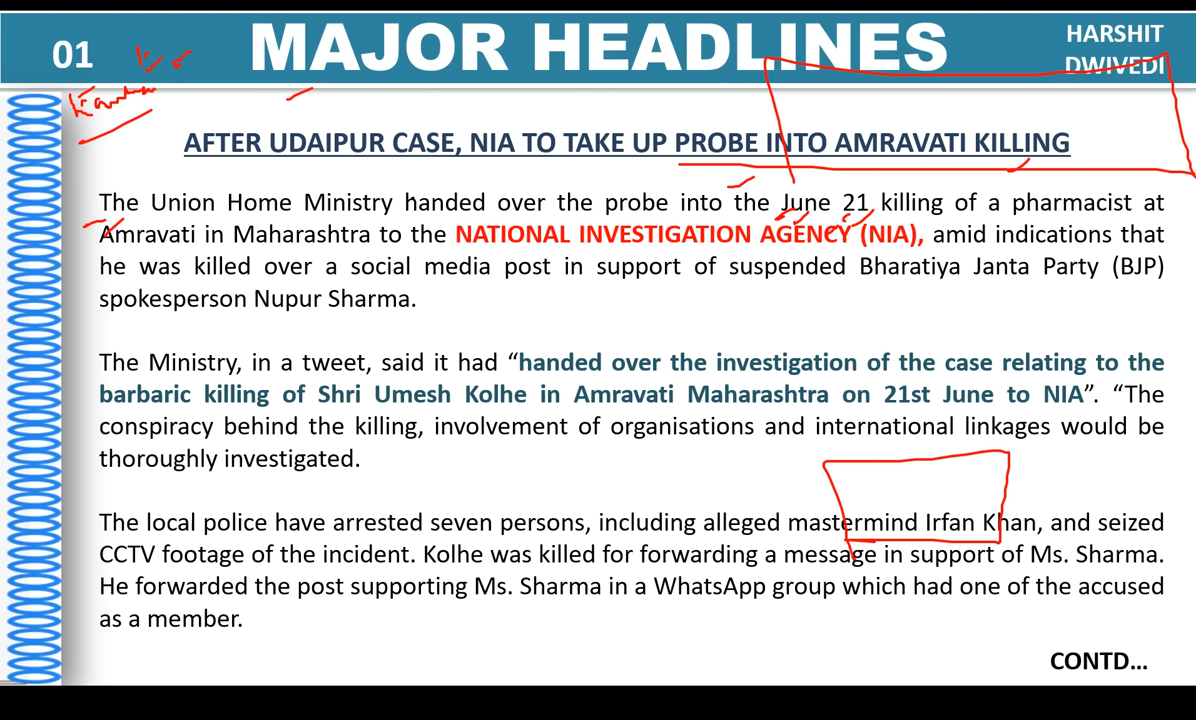 01
MAJOR HEADLINES
HARSHIT
DWIVEDI
AFTER UDAIPUR CASE, NIA TO TAKE UP PROBE INTO AMRAVATI KILLING
The Union Home Ministry handed over the probe into the June 21 killing of a pharmacist at
Amravati in Maharashtra to the NATIONAL INVESTIGATION AGENCY (NIA), amid indications that
he was killed over a social media post in support of suspended Bharatiya Janta Party (BJP)
spokesperson Nupur Sharma.
The Ministry, in a tweet, said it had “handed over the investigation of the case relating to the
barbaric killing of Shri Umesh Kolhe in Amravati Maharashtra on 21st June to NIA”. “The
conspiracy behind the killing, involvement of organisations and international linkages would be
thoroughly investigated.
The local police have arrested seven persons, including alleged mastermind Irfan Khan, and seized
CCTV footage of the incident. Kolhe was killed for forwarding a message in support of Ms. Sharma.
He forwarded the post supporting Ms. Sharma in a WhatsApp group which had one of the accused
as a member.
CONTD...